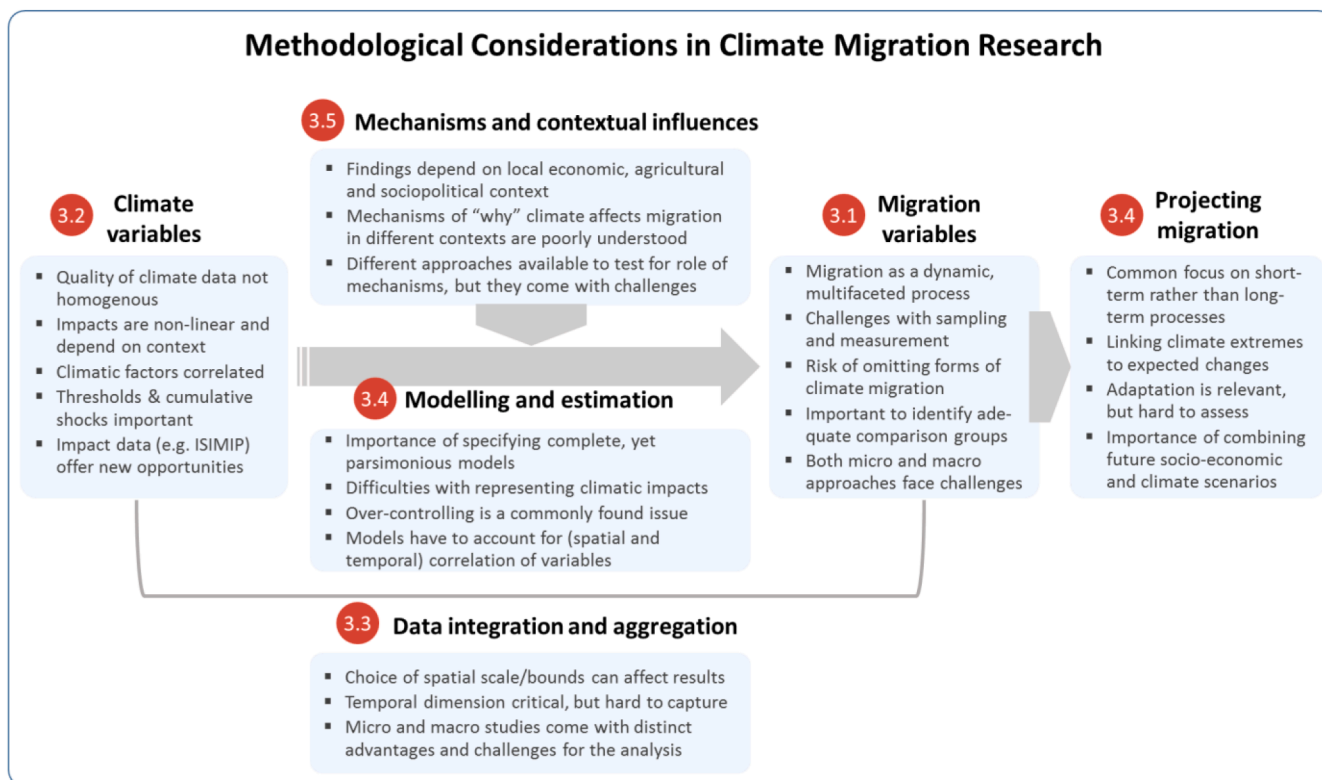 Methodological Considerations in Climate Migration Research
3.5 Mechanisms and contextual influences
▪ Findings depend on local economic, agricultural
and sociopolitical context
▪ Mechanisms of “why” climate affects migration
in different contexts are poorly understood
▪ Different approaches available to test for role of
mechanisms, but they come with challenges
3.2 Climate
variables
▪ Quality of climate data not
homogenous
▪ Impacts are non-linear and
depend on context
▪ Climatic factors correlated
▪ Thresholds & cumulative
shocks important
▪ Impact data (e.g. ISIMIP)
offer new opportunities
3.4 Modelling and estimation
▪ Importance of specifying complete, yet
parsimonious models
▪ Difficulties with representing climatic impacts
▪ Over-controlling is a commonly found issue
▪ Models have to account for (spatial and
temporal) correlation of variables
3.1 Migration
variables
▪ Migration as a dynamic,
multifaceted process
▪ Challenges with sampling
and measurement
▪ Risk of omitting forms of
climate migration
▪ Important to identify ade-
quate comparison groups
▪ Both micro and macro
approaches face challenges
3.4 Projecting
migration
▪ Common focus on short-
term rather than long-
term processes
▪ Linking climate extremes
to expected changes
▪ Adaptation is relevant,
but hard to assess
▪ Importance of combining
future socio-economic
and climate scenarios
3.3 Data integration and aggregation
▪ Choice of spatial scale/bounds can affect results
▪ Temporal dimension critical, but hard to capture
▪ Micro and macro studies come with distinct
advantages and challenges for the analysis